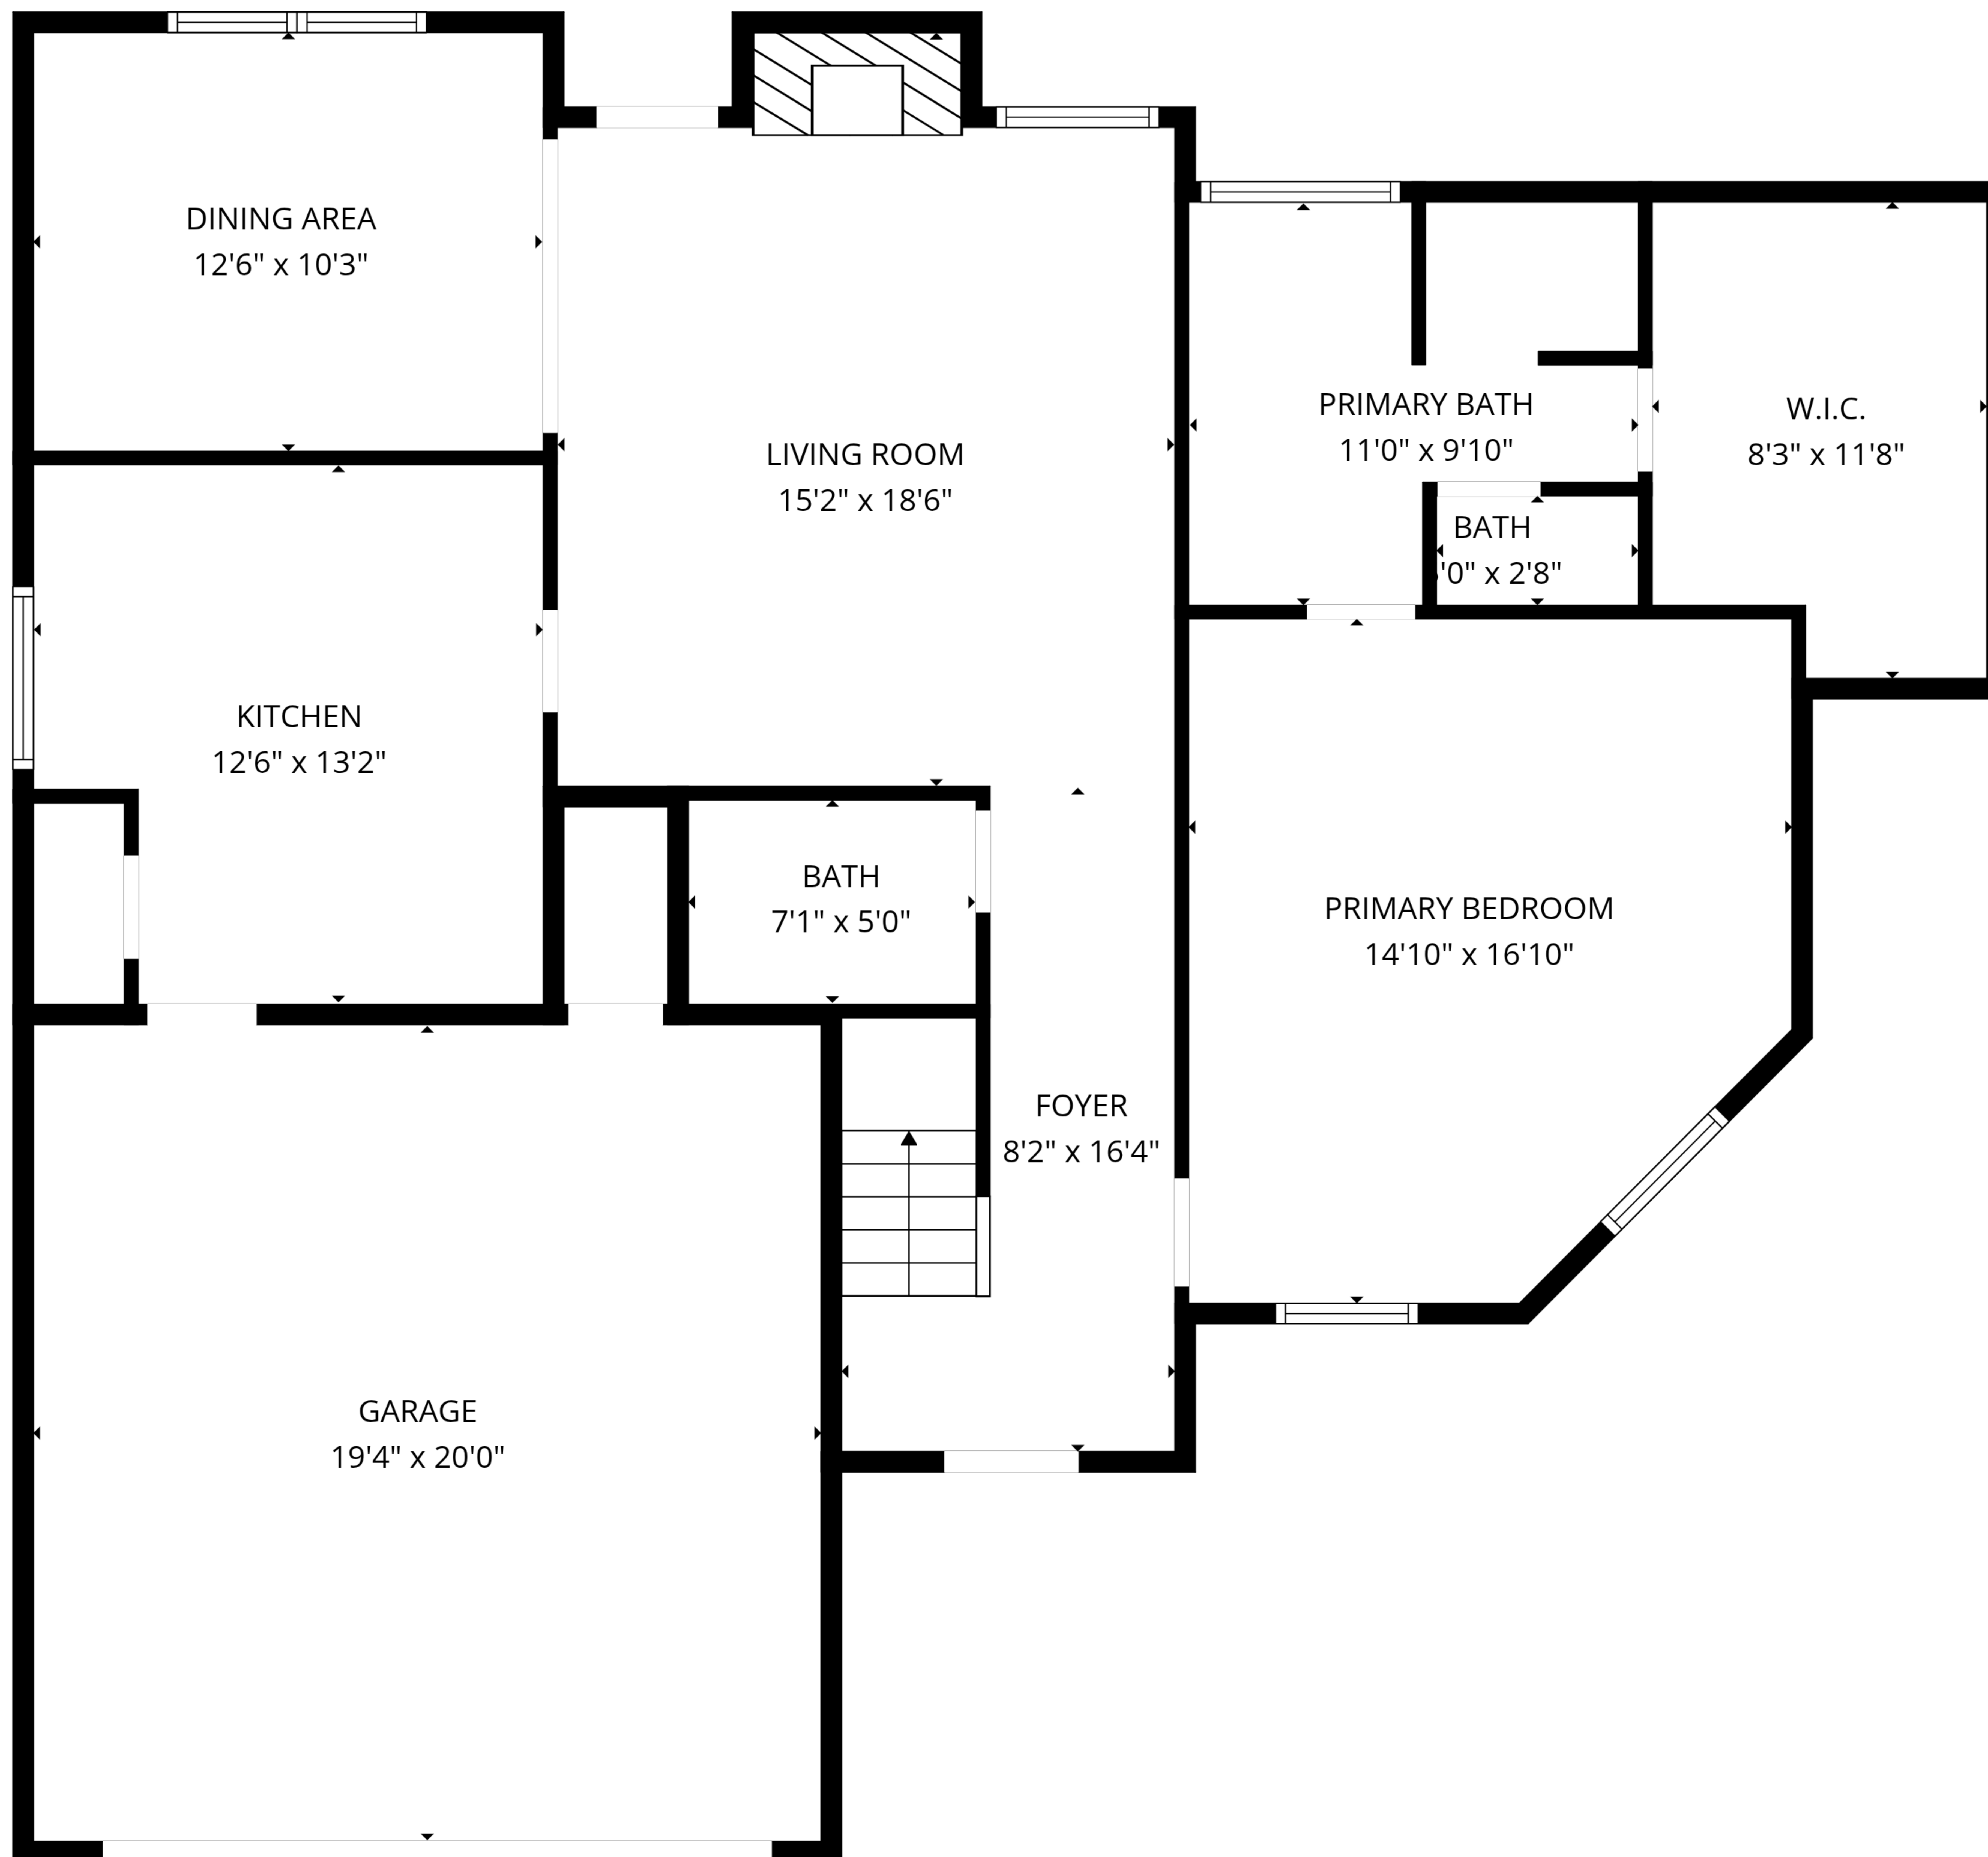 DINING AREA
12'6" x 10'3"
LIVING ROOM
15'2" x 18'6"
PRIMARY BATH
11'0" x 9'10"
W.I.C.
8'3" x 11'8"
BATH
'0" x 2'8"
KITCHEN
12'6" x 13'2"
BATH
7'1" x 5'0"
PRIMARY BEDROOM
14'10" x 16'10"
FOYER
8'2" x 16'4"
GARAGE
19'4" x 20'0"